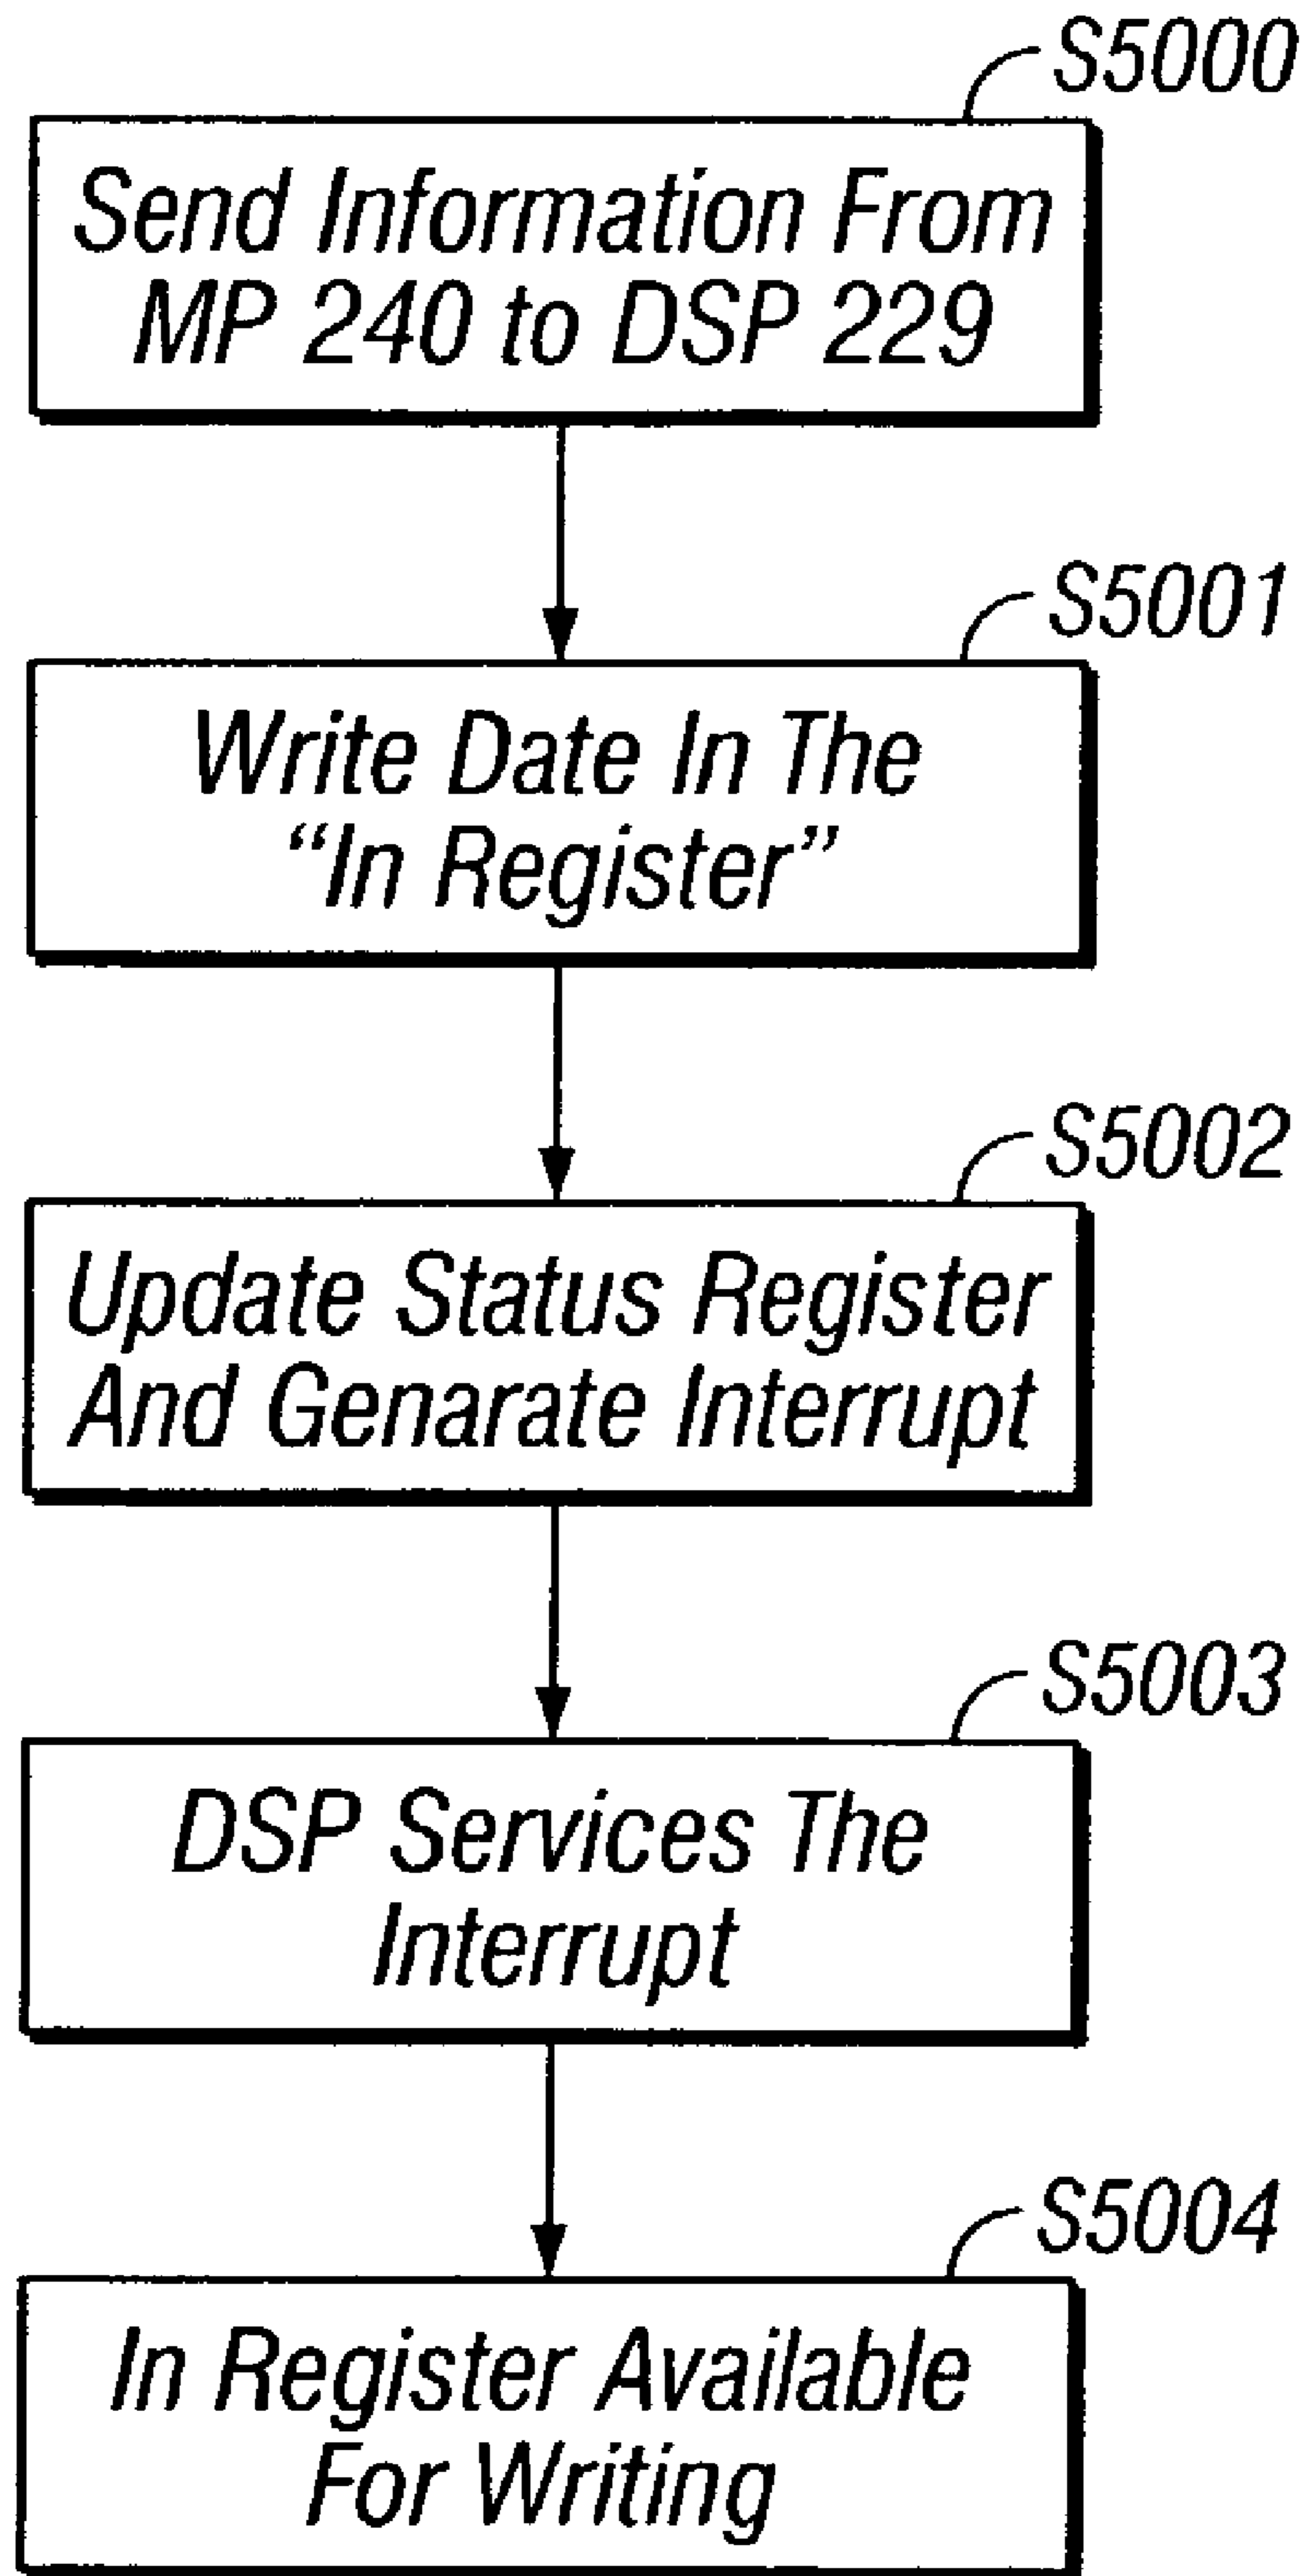 S5000
Send Information From
MP 240 to DSP 229
S5001
Write Date In The
“In Register”
S5002
Update Status Register
And Genarate Interrupt
S5003
DSP Services The
Interrupt
S5004
In Register Available
For Writing